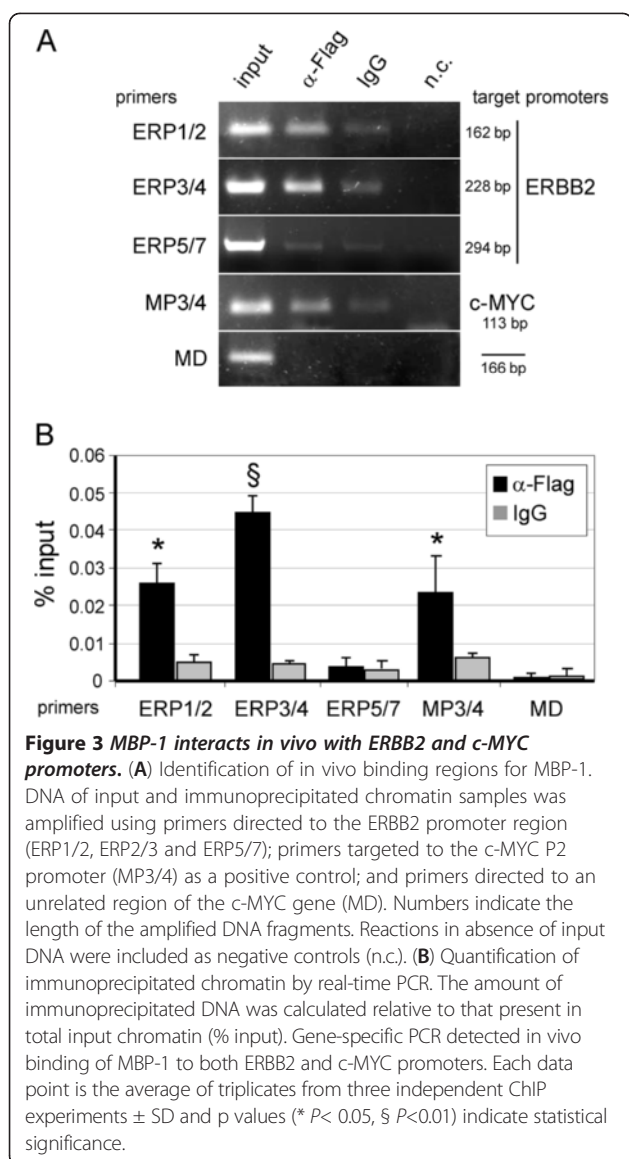 A
input α-Flag IgG n.c.
primers target promoters
ERP1/2 162 bp
ERP3/4 228 bp ERBB2
ERP5/7 294 bp
MP3/4 c-MYC
113 bp
MD 166 bp
B
0.06
0.05
0.04
0.03
0.02
0.01
0
% input
* § *
α-Flag
IgG
primers ERP1/2 ERP3/4 ERP5/7 MP3/4 MD
Figure 3 MBP-1 interacts in vivo with ERBB2 and c-MYC
promoters. (A) Identification of in vivo binding regions for MBP-1.
DNA of input and immunoprecipitated chromatin samples was
amplified using primers directed to the ERBB2 promoter region
(ERP1/2, ERP2/3 and ERP5/7); primers targeted to the c-MYC P2
promoter (MP3/4) as a positive control; and primers directed to an
unrelated region of the c-MYC gene (MD). Numbers indicate the
length of the amplified DNA fragments. Reactions in absence of input
DNA were included as negative controls (n.c.). (B) Quantification of
immunoprecipitated chromatin by real-time PCR. The amount of
immunoprecipitated DNA was calculated relative to that present in
total input chromatin (% input). Gene-specific PCR detected in vivo
binding of MBP-1 to both ERBB2 and c-MYC promoters. Each data
point is the average of triplicates from three independent ChIP
experiments ± SD and p values (* P< 0.05, § P<0.01) indicate statistical
significance.